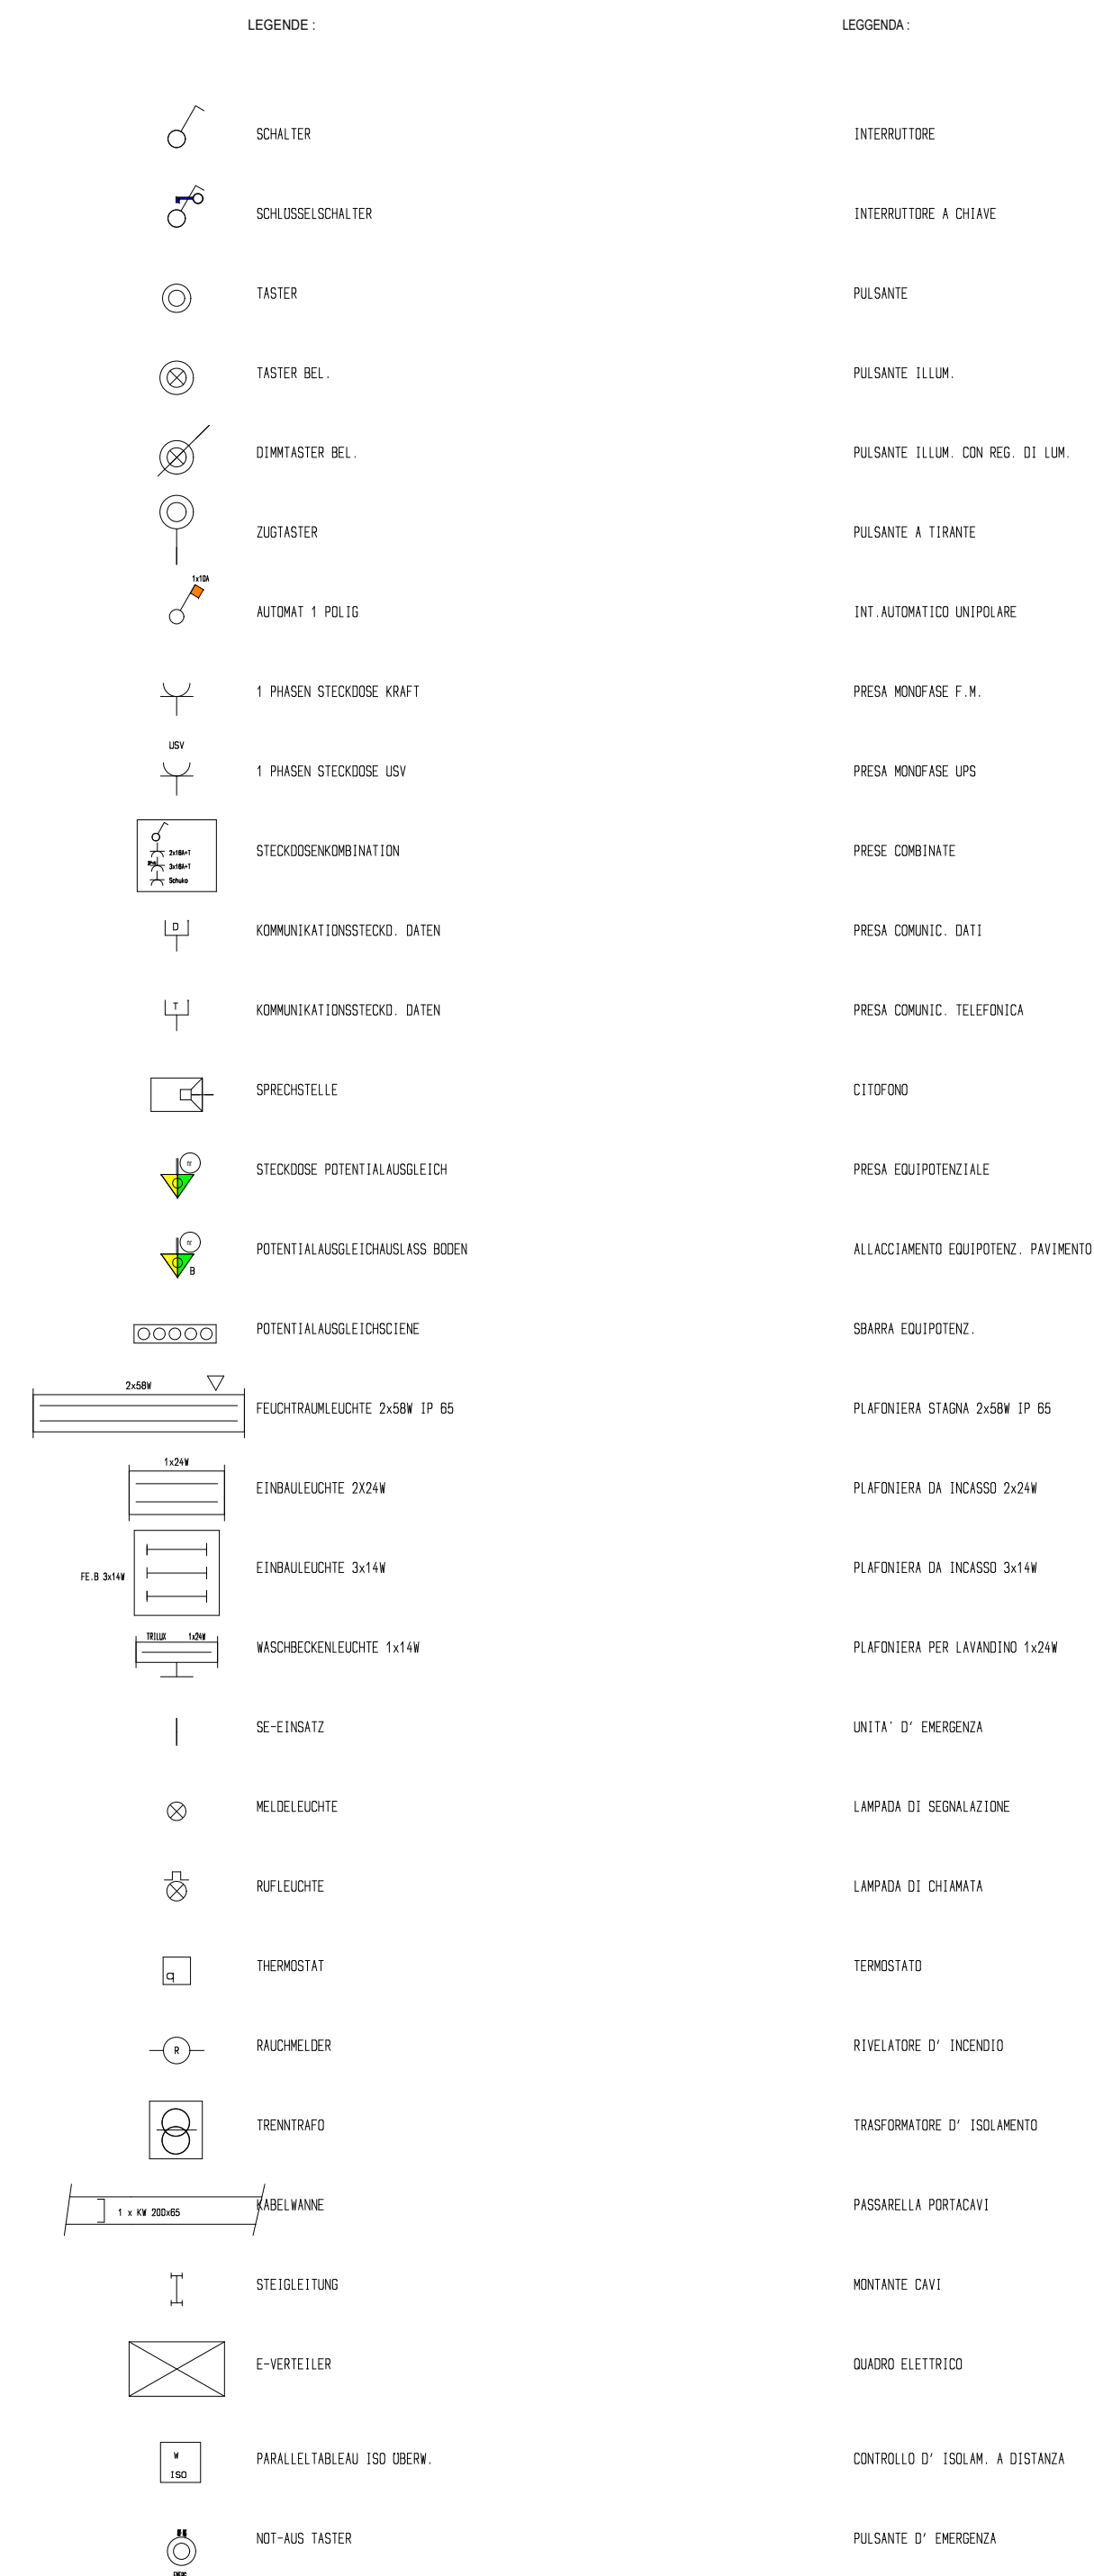 LEGENDE :
LEGGENDA :
SCHALTER
INTERRUTTORE
SCHLÜSSELSCHALTER
INTERRUTTORE A CHIAVE
TASTER
PULSANTE
TASTER BEL.
PULSANTE ILLUM.
DIMMTASTER BEL.
PULSANTE ILLUM. CON REG. DI LUM.
ZUGTASTER
PULSANTE A TIRANTE
1x10A
AUTOMAT 1 POLIG
INT.AUTOMATICO UNIPOLARE
1 PHASEN STECKDOSE KRAFT
PRESA MONOFASE F.M.
USV
1 PHASEN STECKDOSE USV
PRESA MONOFASE UPS
2x16A+T
3x16A+T
Schuko
STECKDOSENKOMBINATION
PRESE COMBINATE
D
KOMMUNIKATIONSSTECKD. DATEN
PRESA COMUNIC. DATI
T
KOMMUNIKATIONSSTECKD. DATEN
PRESA COMUNIC. TELEFONICA
SPRECHSTELLE
CITOFONO
nr
STECKDOSE POTENTIALAUSGLEICH
PRESA EQUIPOTENZIALE
nr
B
POTENTIALAUSGLEICHAUSLASS BODEN
ALLACCIAMENTO EQUIPOTENZ. PAVIMENTO
POTENTIALAUSGLEICHSCIENE
SBARRA EQUIPOTENZ.
2x58W
FEUCHTRAUMLEUCHTE 2x58W IP 65
PLAFONIERA STAGNA 2x58W IP 65
1x24W
EINBAULEUCHTE 2X24W
PLAFONIERA DA INCASSO 2x24W
FE.B 3x14W
EINBAULEUCHTE 3x14W
PLAFONIERA DA INCASSO 3x14W
TRILUX 1x24W
WASCHBECKENLEUCHTE 1x14W
PLAFONIERA PER LAVANDINO 1x24W
SE-EINSATZ
UNITA' D' EMERGENZA
MELDELEUCHTE
LAMPADA DI SEGNALAZIONE
RUFLEUCHTE
LAMPADA DI CHIAMATA
q
THERMOSTAT
TERMOSTATO
R
RAUCHMELDER
RIVELATORE D' INCENDIO
TRENNTRAFO
TRASFORMATORE D' ISOLAMENTO
1 x KW 200x65
KABELWANNE
PASSARELLA PORTACAVI
STEIGLEITUNG
MONTANTE CAVI
E-VERTEILER
QUADRO ELETTRICO
W
ISO
PARALLELTABLEAU ISO ÜBERW.
CONTROLLO D' ISOLAM. A DISTANZA
NOT-AUS TASTER
PULSANTE D' EMERGENZA